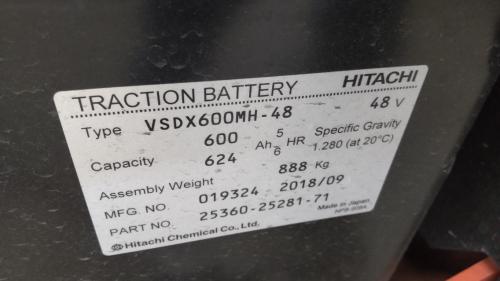 TRACTION BATTERY HITACHI
Type VSDX600MH-48 48 V
Capacity 600 Ah 5 HR Specific Gravity
624 6 1.280 (at 20°C)
Assembly Weight 888 Kg
MFG. NO. 019324 2018/09
PART NO. 25360-25281-71 Made in Japan
Hitachi Chemical Co., Ltd.